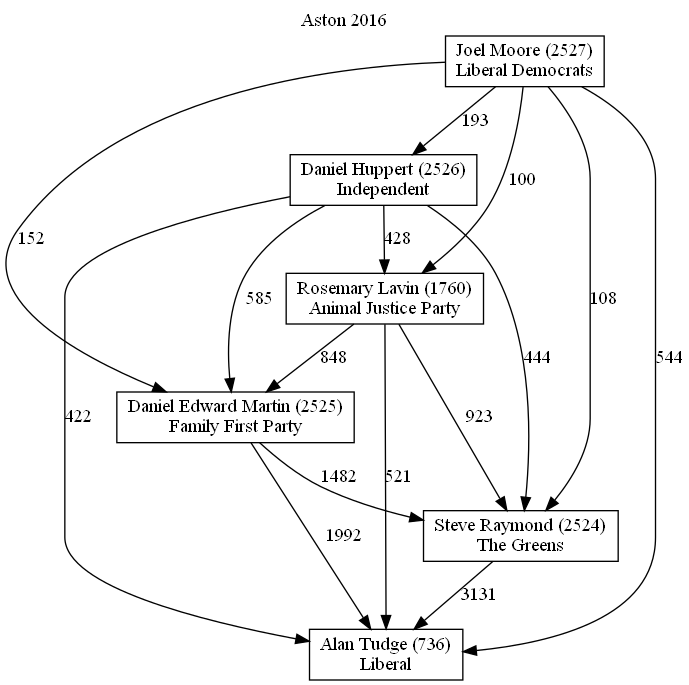 Aston 2016
Joel Moore (2527)
Liberal Democrats
193
Daniel Huppert (2526)
Independent
100
152
428
Rosemary Lavin (1760)
Animal Justice Party
585
108
848
444
544
Daniel Edward Martin (2525)
Family First Party
422
923
1482
521
Steve Raymond (2524)
The Greens
1992
3131
Alan Tudge (736)
Liberal